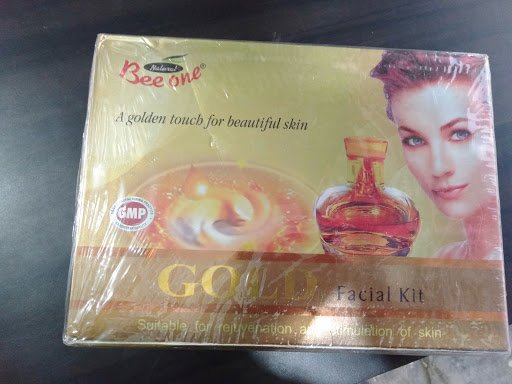 Natural
Bee one®
A golden touch for beautiful skin
GMP
GOLD
Facial Kit
Suitable for rejuvenation, and stimulation of skin